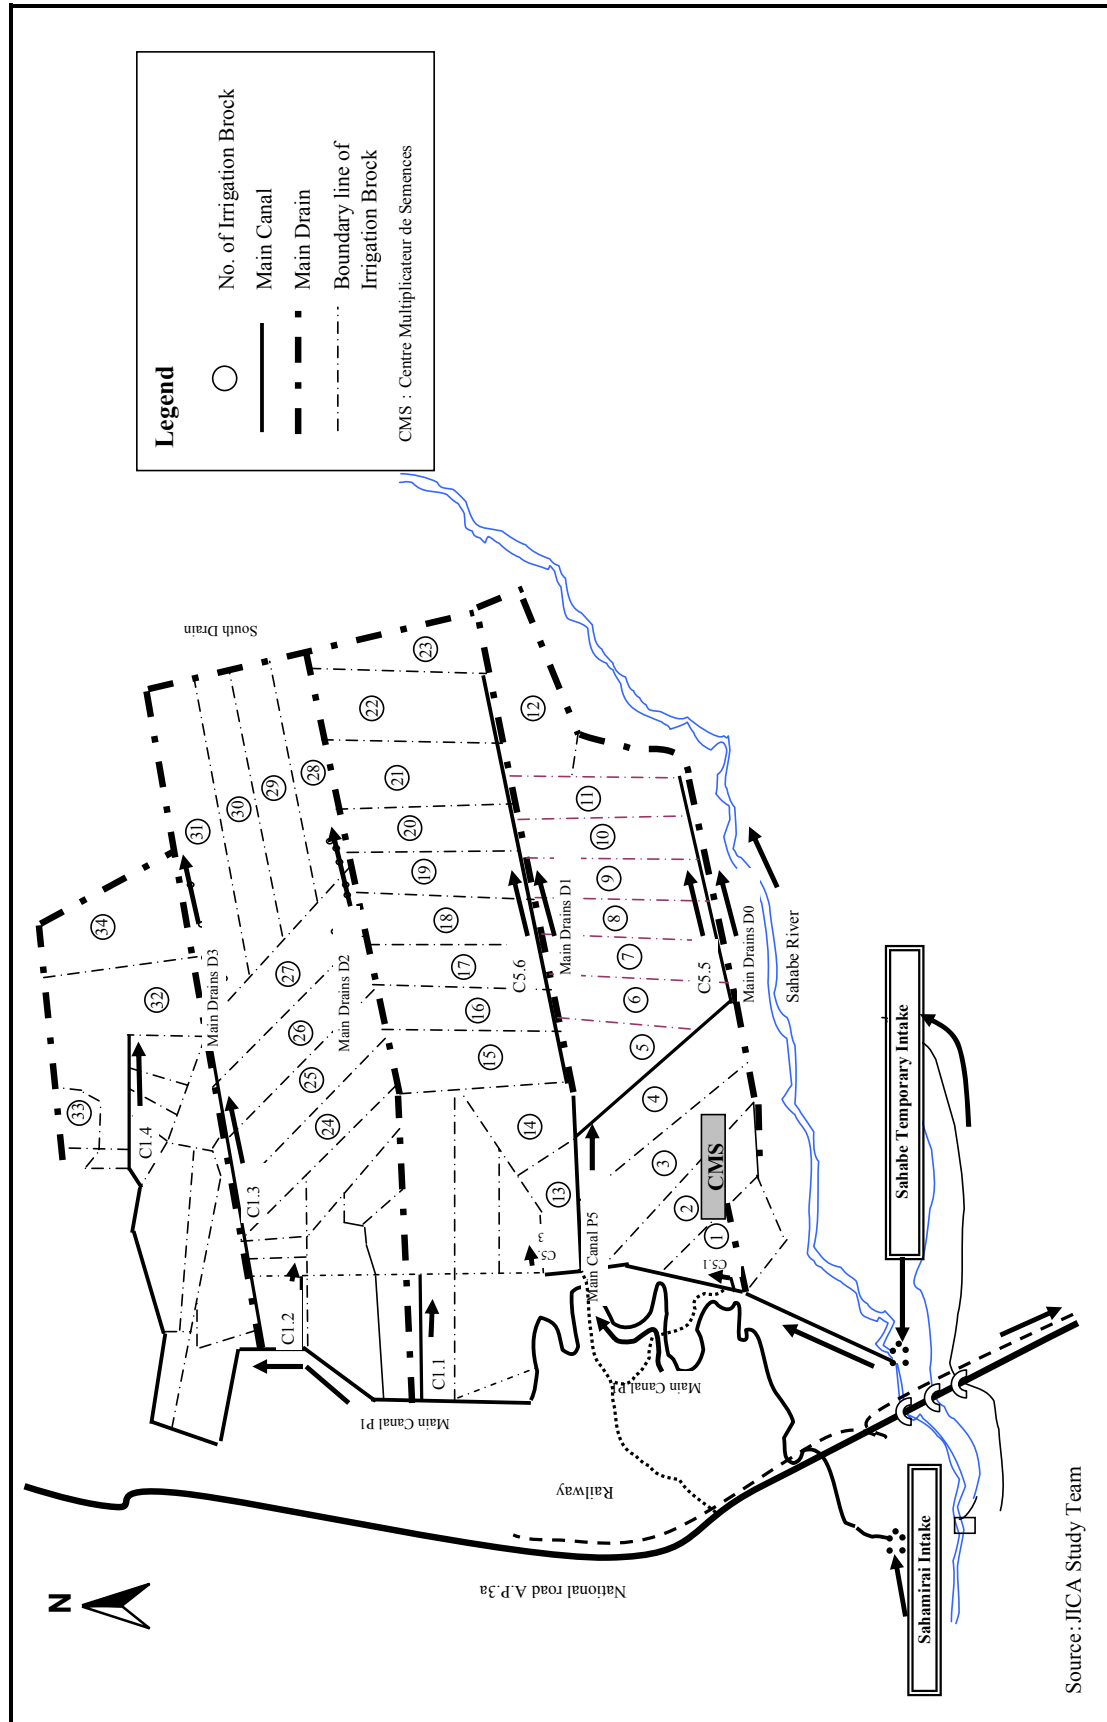 Legend
No. of Irrigation Brock
Main Canal
Main Drain
Boundary line of
Irrigation Brock
CMS : Centre Multiplicateur de Semences
N
South Drain
34
33
32
31
30
29
28
27
26
25
24
23
22
21
20
19
18
17
16
15
14
13
12
11
10
9
8
7
6
5
4
3
2
1
C1.4
Main Drains D3
C1.3
C1.2
Main Drains D2
C1.1
Main Canal P1
C5.6
Main Drains D1
C5.
3
Main Canal P5
C5.5
Main Drains D0
CMS
C5.1
Main Canal P1
Sahabe River
Railway
National road A.P.3a
Sahabe Temporary Intake
Sahamirai Intake
Source: JICA Study Team